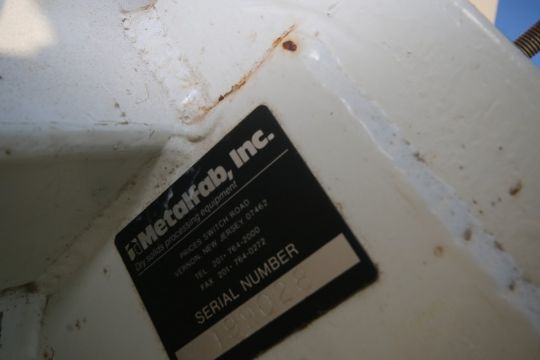 Metalfab, Inc.
Dry solids processing equipment
PRICES SWITCH ROAD
VERNON, NEW JERSEY 07462
TEL 201-764-2000
FAX 201-764-0272
SERIAL NUMBER